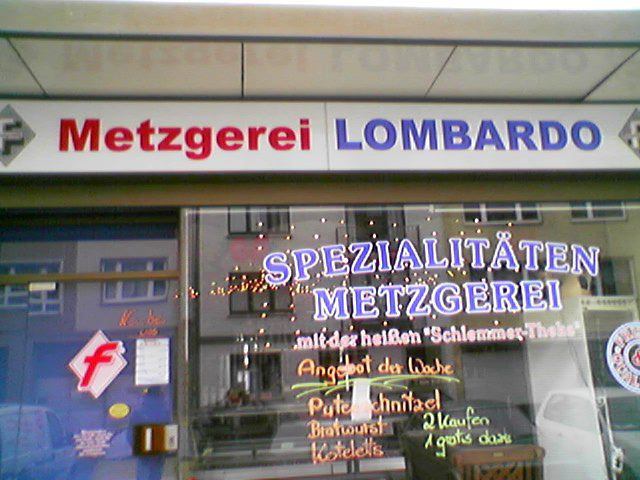 Metzgerei LOMBARDO
SPEZIALITÄTEN
METZGEREI
mit der heißen "Schlemmer-Theke"
Angebot der Woche
Putenschnitzel
Bratwurst
Koteletts
2 Kaufen
1 gratis dazu
f